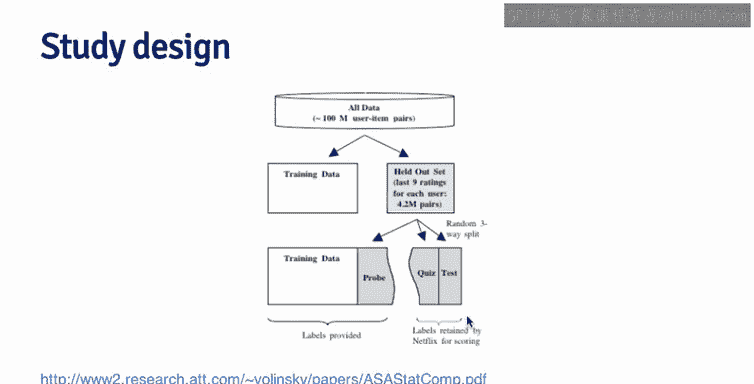 Study design
All Data
(~ 100 M user-item pairs)
Training Data
Held Out Set
(last 9 ratings
for each user:
4.2M pairs)
Random 3-
way split
Training Data
Probe
Quiz
Test
Labels provided
Labels retained by
Netflix for scoring
http://www2.research.att.com/~volinsky/papers/ASAStatComp.pdf